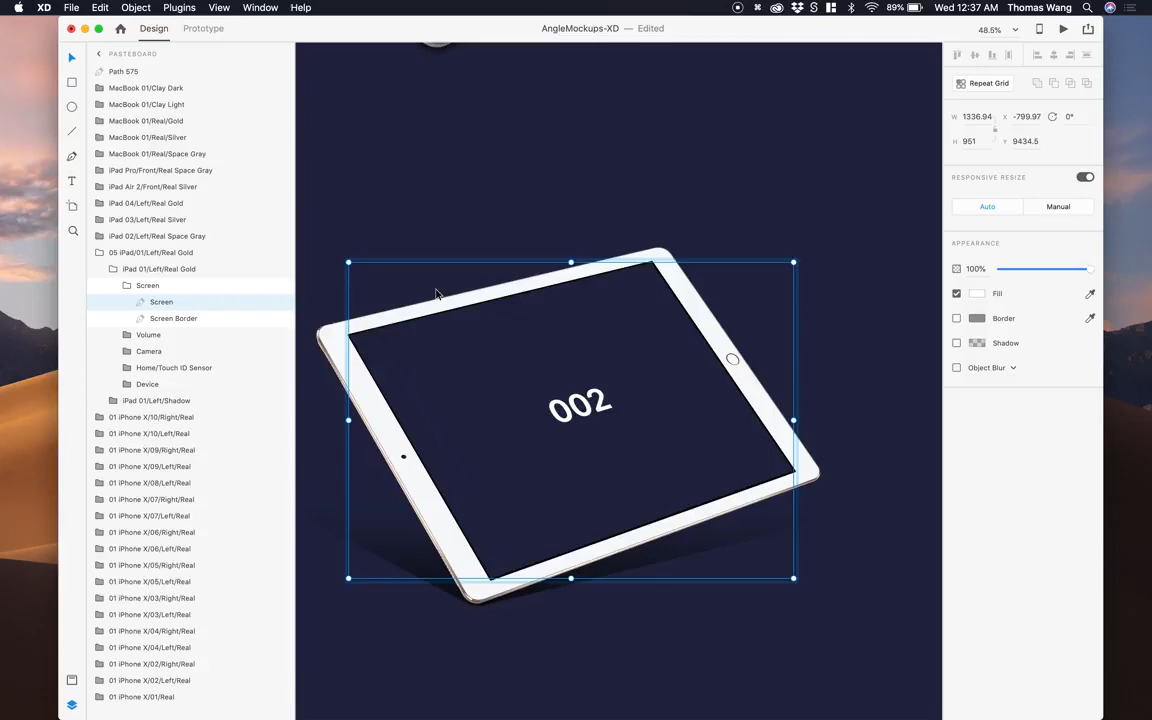 XD File Edit Object Plugins View Window Help
89% Wed 12:37 AM Thomas Wang
Design Prototype
AngleMockups-XD — Edited
48.5%
PASTEBOARD
Path 575
MacBook 01/Clay Dark
MacBook 01/Clay Light
MacBook 01/Real/Gold
MacBook 01/Real/Silver
MacBook 01/Real/Space Gray
iPad Pro/Front/Real Space Gray
iPad Air 2/Front/Real Silver
iPad 04/Left/Real Gold
iPad 03/Left/Real Silver
iPad 02/Left/Real Space Gray
05 iPad/01/Left/Real Gold
iPad 01/Left/Real Gold
Screen
Screen
Screen Border
Volume
Camera
Home/Touch ID Sensor
Device
iPad 01/Left/Shadow
01 iPhone X/10/Right/Real
01 iPhone X/10/Left/Real
01 iPhone X/09/Right/Real
01 iPhone X/09/Left/Real
01 iPhone X/08/Left/Real
01 iPhone X/07/Right/Real
01 iPhone X/07/Left/Real
01 iPhone X/06/Right/Real
01 iPhone X/06/Left/Real
01 iPhone X/05/Right/Real
01 iPhone X/05/Left/Real
01 iPhone X/03/Right/Real
01 iPhone X/03/Left/Real
01 iPhone X/04/Right/Real
01 iPhone X/04/Left/Real
01 iPhone X/02/Right/Real
01 iPhone X/02/Left/Real
01 iPhone X/01/Real
002
Repeat Grid
W 1336.94 X -799.97 0°
H 951 Y 9434.5
RESPONSIVE RESIZE
Auto Manual
APPEARANCE
100%
Fill
Border
Shadow
Object Blur